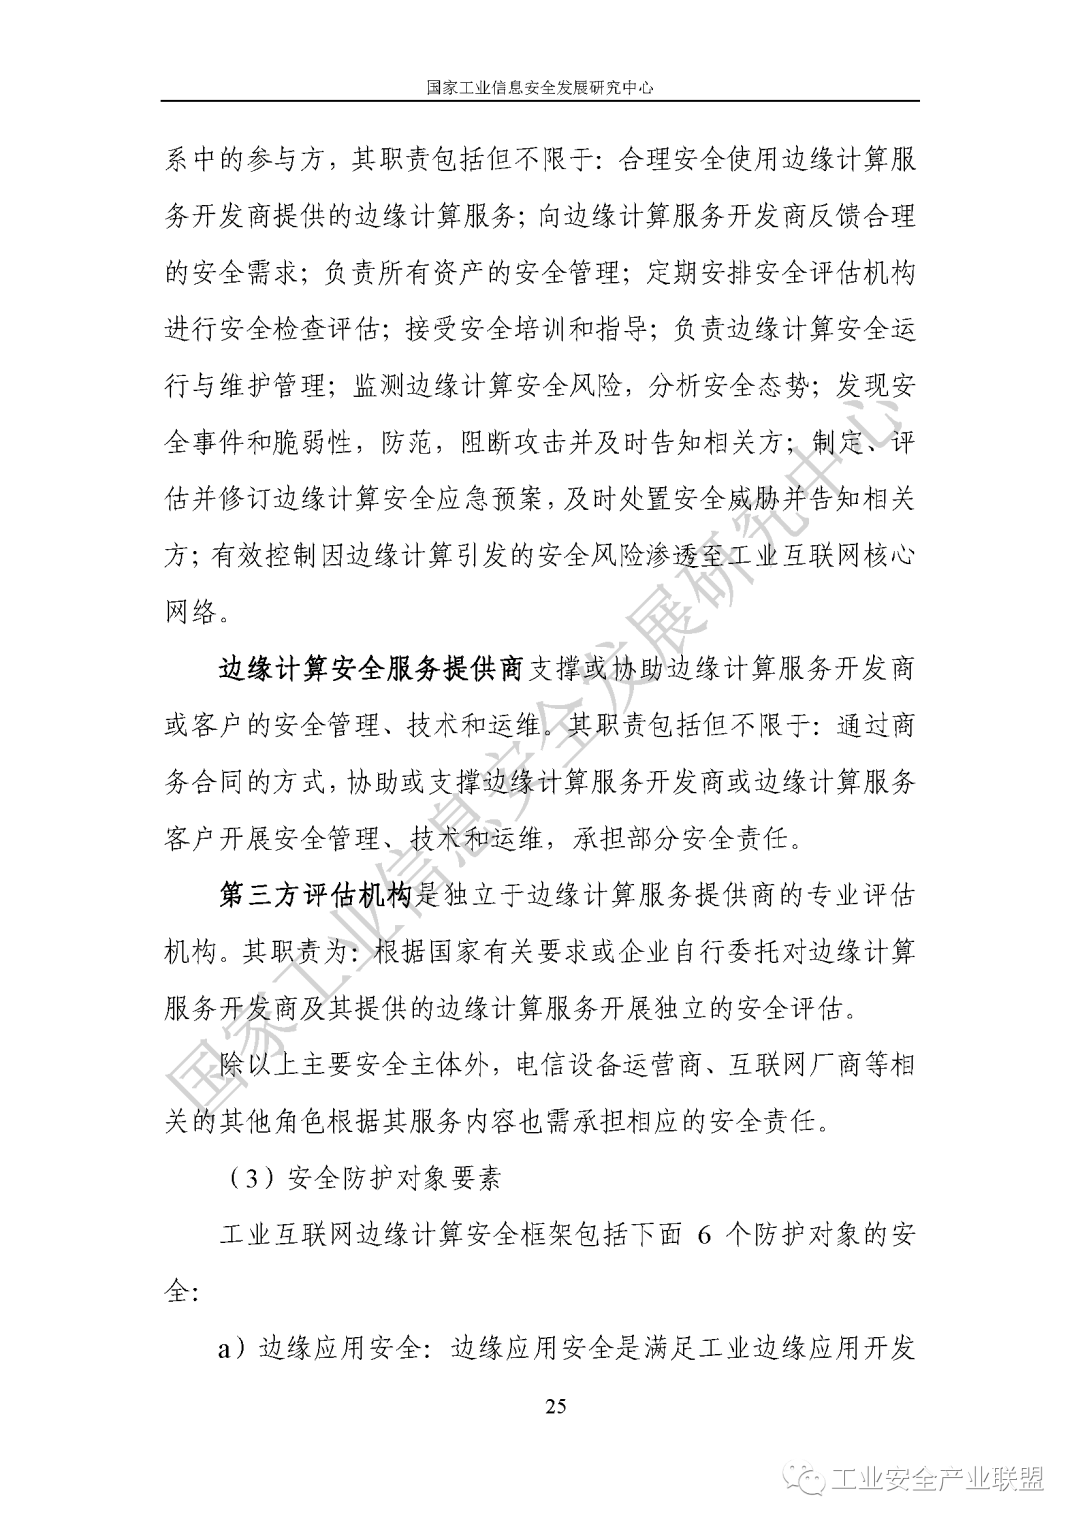 国家工业信息安全发展研究中心
系中的参与方，其职责包括但不限于：合理安全使用边缘计算服
务开发商提供的边缘计算服务；向边缘计算服务开发商反馈合理
的安全需求；负责所有资产的安全管理；定期安排安全评估机构
进行安全检查评估；接受安全培训和指导；负责边缘计算安全运
行与维护管理；监测边缘计算安全风险，分析安全态势；发现安
全事件和脆弱性，防范，阻断攻击并及时告知相关方；制定、评
估并修订边缘计算安全应急预案，及时处置安全威胁并告知相关
方；有效控制因边缘计算引发的安全风险渗透至工业互联网核心
网络。
边缘计算安全服务提供商支撑或协助边缘计算服务开发商
或客户的安全管理、技术和运维。其职责包括但不限于：通过商
务合同的方式，协助或支撑边缘计算服务开发商或边缘计算服务
客户开展安全管理、技术和运维，承担部分安全责任。
第三方评估机构是独立于边缘计算服务提供商的专业评估
机构。其职责为：根据国家有关要求或企业自行委托对边缘计算
服务开发商及其提供的边缘计算服务开展独立的安全评估。
除以上主要安全主体外，电信设备运营商、互联网厂商等相
关的其他角色根据其服务内容也需承担相应的安全责任。
（3）安全防护对象要素
工业互联网边缘计算安全框架包括下面 6 个防护对象的安
全：
a）边缘应用安全：边缘应用安全是满足工业边缘应用开发
25
国家工业信息安全发展研究中心
工业安全产业联盟